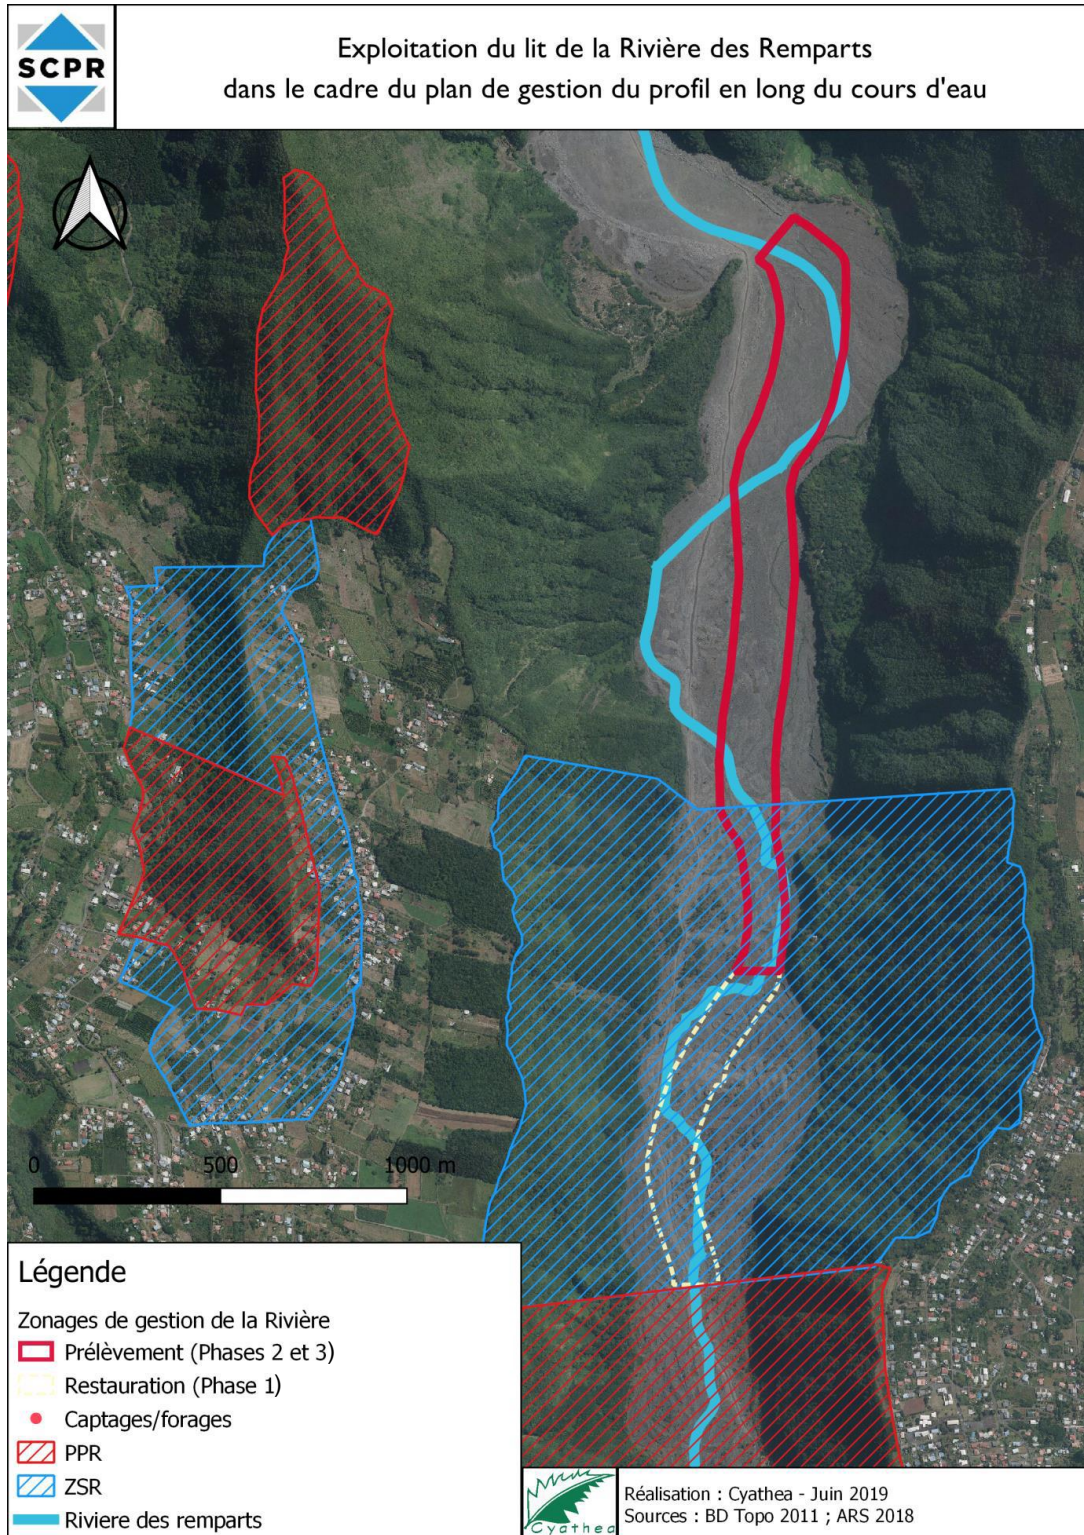 SCPR
Exploitation du lit de la Rivière des Remparts
dans le cadre du plan de gestion du profil en long du cours d'eau
0 500 1000 m
Légende
Zonages de gestion de la Rivière
Prélèvement (Phases 2 et 3)
Restauration (Phase 1)
Captages/forages
PPR
ZSR
Riviere des remparts
Cyathea
Réalisation : Cyathea - Juin 2019
Sources : BD Topo 2011 ; ARS 2018